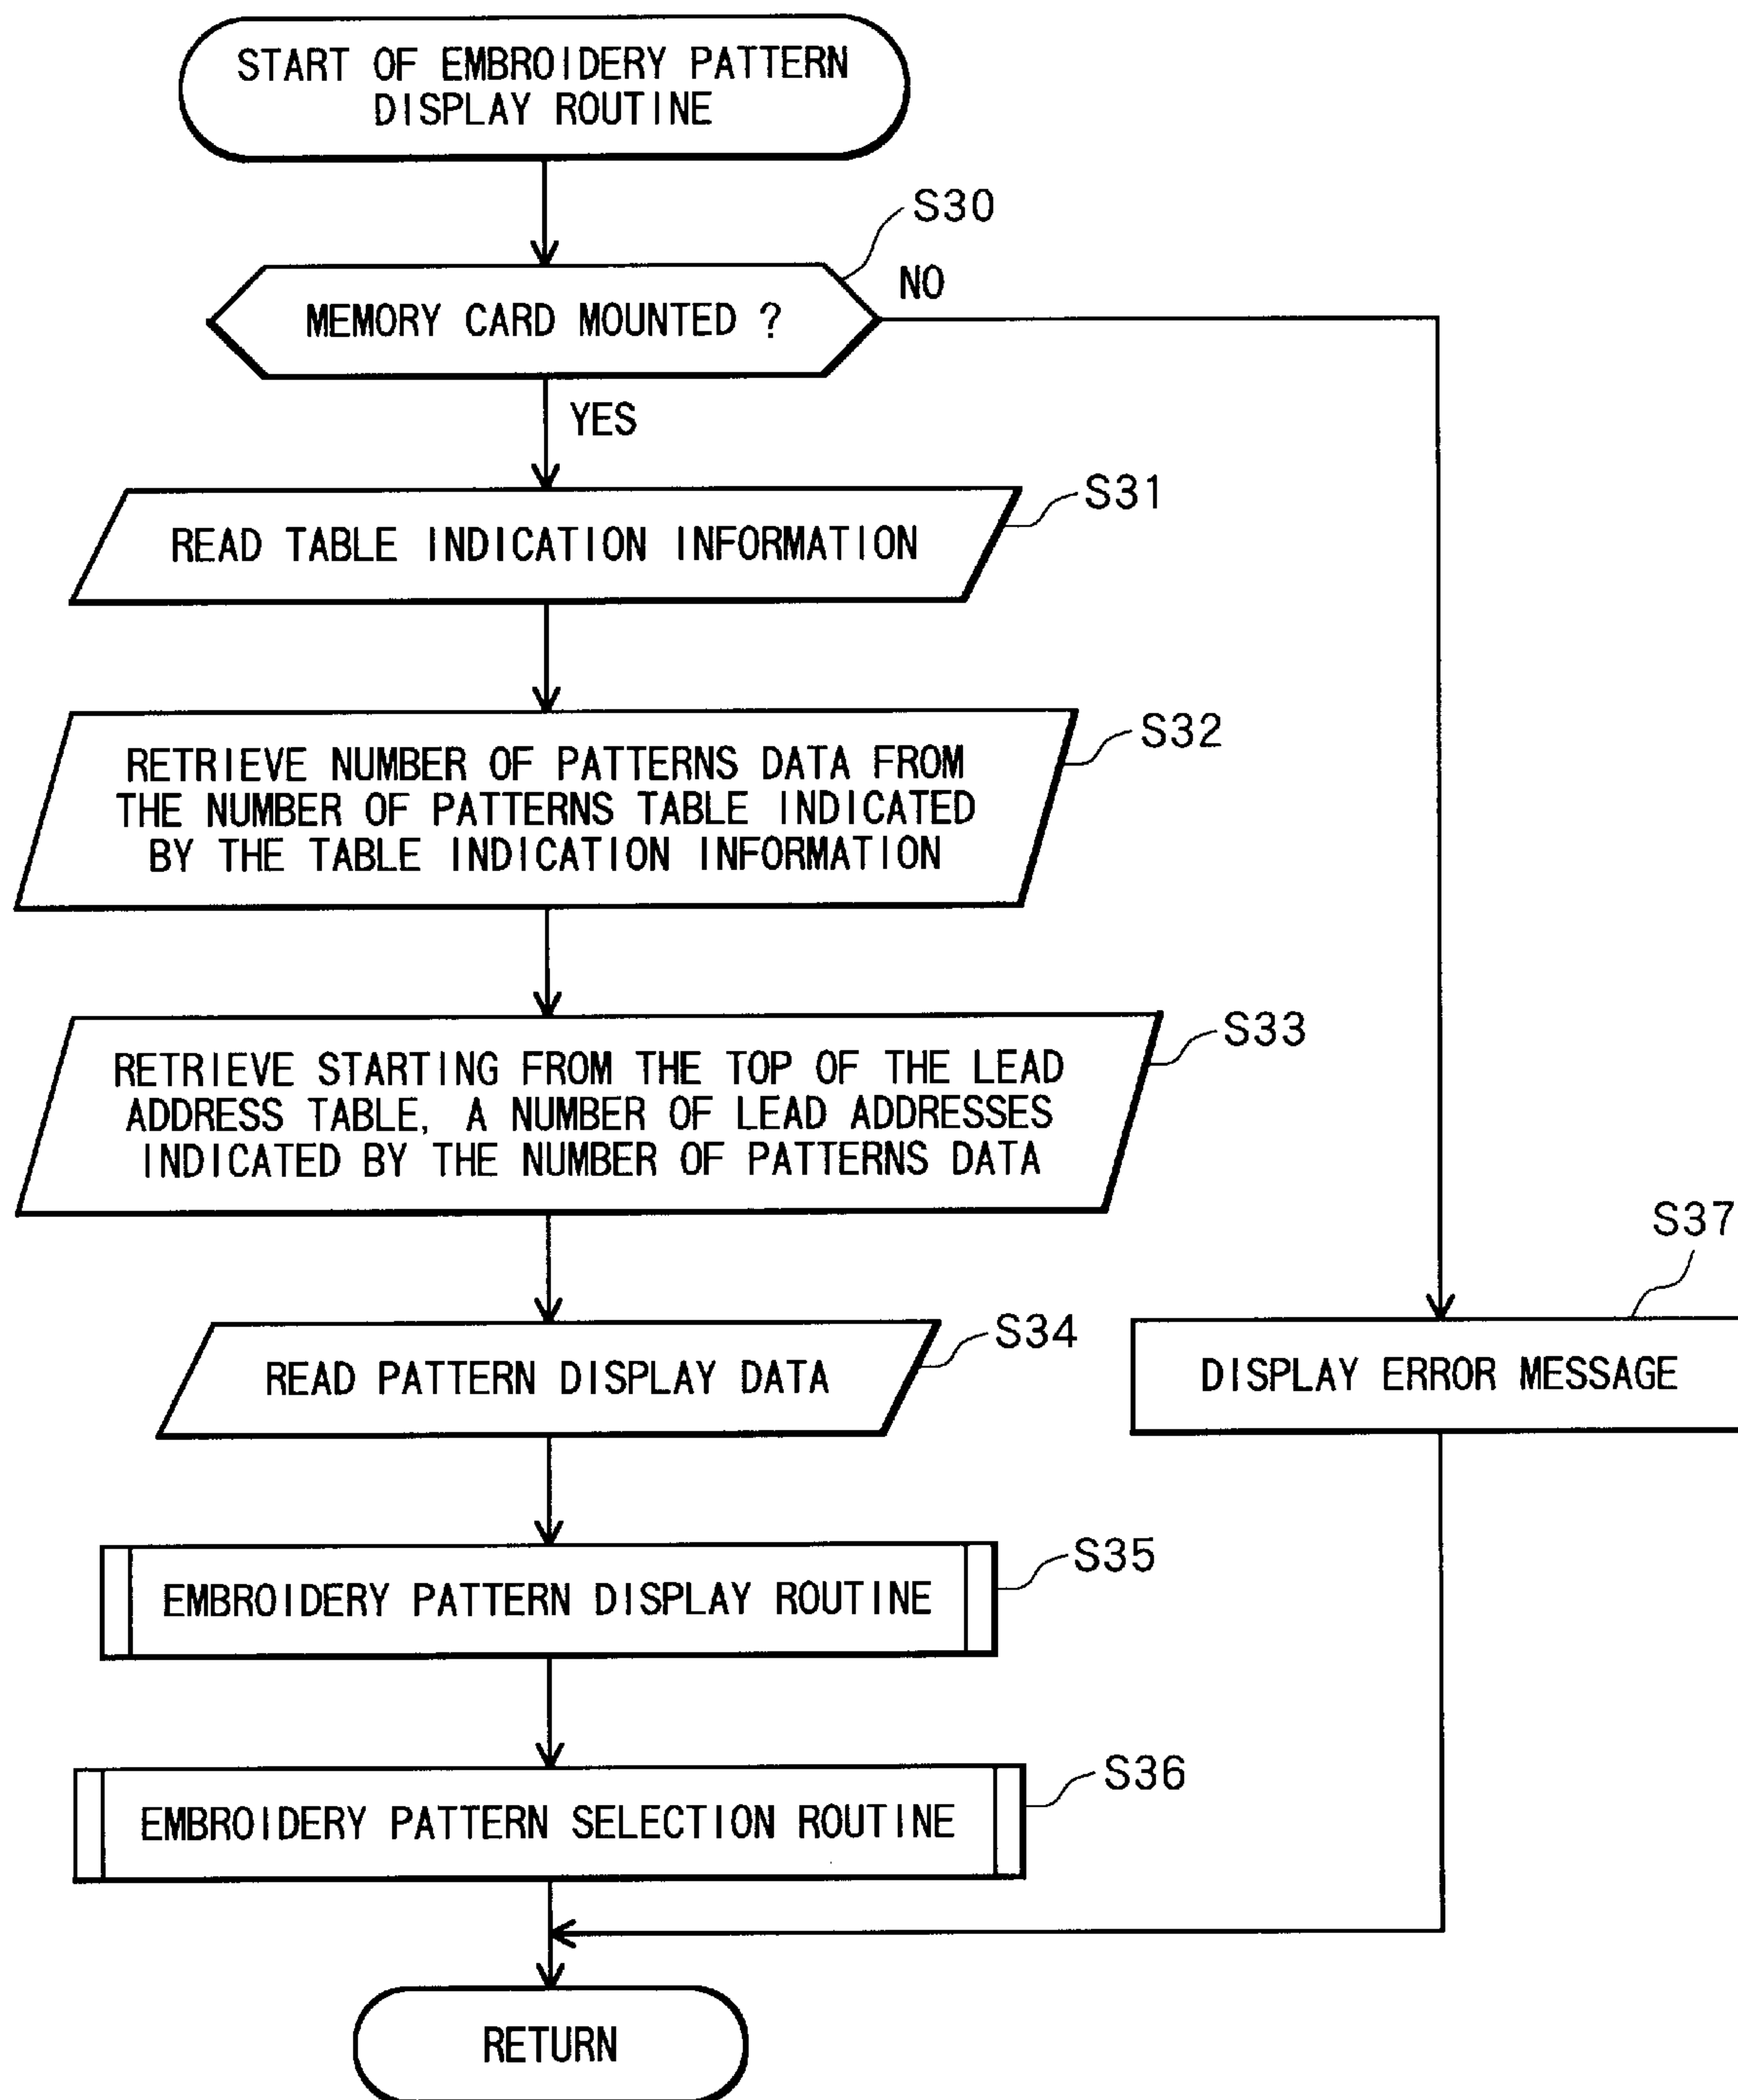 START OF EMBROIDERY PATTERN
DISPLAY ROUTINE
S30
MEMORY CARD MOUNTED ?
NO
YES
S31
READ TABLE INDICATION INFORMATION
S32
RETRIEVE NUMBER OF PATTERNS DATA FROM
THE NUMBER OF PATTERNS TABLE INDICATED
BY THE TABLE INDICATION INFORMATION
S33
RETRIEVE STARTING FROM THE TOP OF THE LEAD
ADDRESS TABLE, A NUMBER OF LEAD ADDRESSES
INDICATED BY THE NUMBER OF PATTERNS DATA
S37
S34
READ PATTERN DISPLAY DATA
DISPLAY ERROR MESSAGE
S35
EMBROIDERY PATTERN DISPLAY ROUTINE
S36
EMBROIDERY PATTERN SELECTION ROUTINE
RETURN